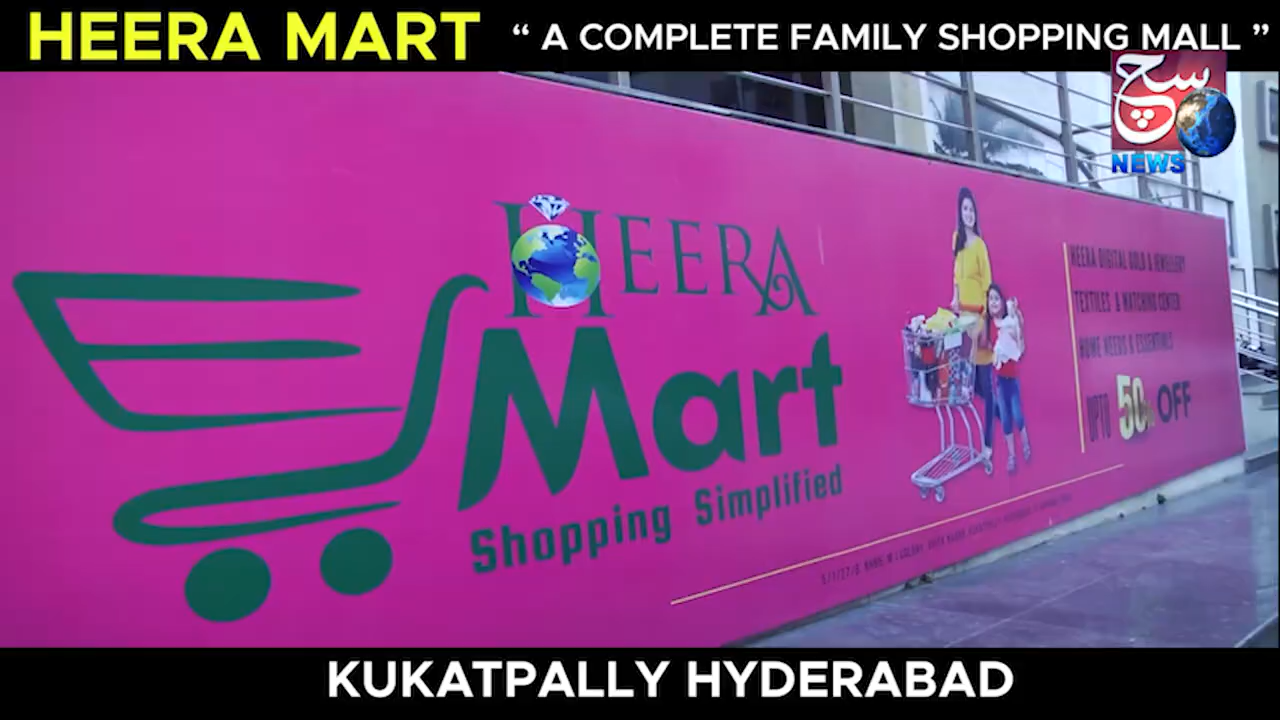 HEERA MART “ A COMPLETE FAMILY SHOPPING MALL ”
سچ
NEWS
HEERA
Mart
Shopping Simplified
HEERA DIGITAL GOLD & JEWELLERY
TEXTILES & MATCHING CENTER
HOME NEEDS & ESSENTIALS
UPTO 50% OFF
KUKATPALLY HYDERABAD